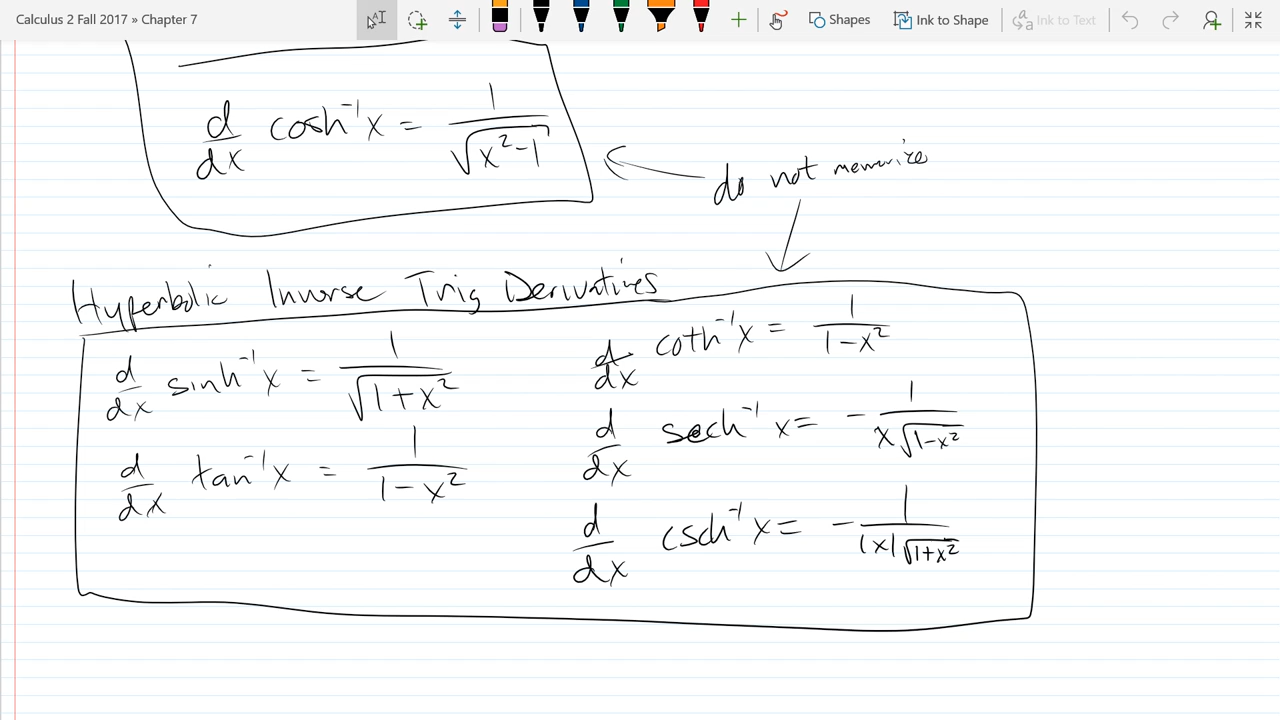 Calculus 2 Fall 2017 » Chapter 7
Shapes
Ink to Shape
Ink to Text
d/dx cosh⁻¹x = 1/√(x²-1)
do not memorize
Hyperbolic Inverse Trig Derivatives
d/dx sinh⁻¹x = 1/√(1+x²)
d/dx tan⁻¹x = 1/(1-x²)
d/dx coth⁻¹x = 1/(1-x²)
d/dx sech⁻¹x = -1/(x√(1-x²))
d/dx csch⁻¹x = -1/(|x|√(1+x²))